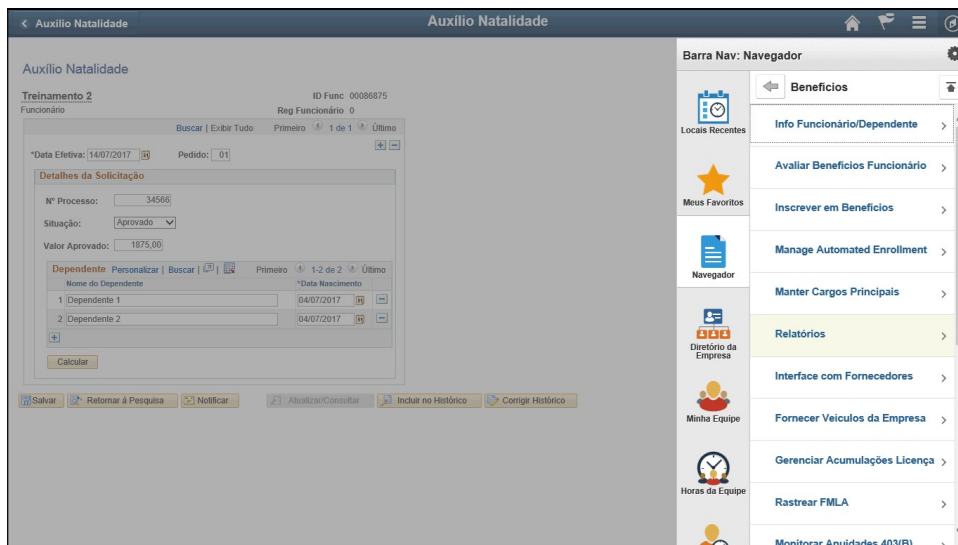 Auxílio Natalidade
Auxílio Natalidade
Auxílio Natalidade
Treinamento 2 ID Func 00086875
Funcionário Reg Funcionário 0
Buscar | Exibir Tudo Primeiro 1 de 1 Último
*Data Efetiva: 14/07/2017 Pedido: 01
Detalhes da Solicitação
Nº Processo: 34566
Situação: Aprovado
Valor Aprovado: 1875,00
Dependente Personalizar | Buscar | Primeiro 1-2 de 2 Último
Nome do Dependente *Data Nascimento
1 Dependente 1 04/07/2017
2 Dependente 2 04/07/2017
Calcular
Salvar Retornar à Pesquisa Notificar Atualizar/Consultar Incluir no Histórico Corrigir Histórico
Barra Nav: Navegador
Locais Recentes
Meus Favoritos
Navegador
Diretório da
Empresa
Minha Equipe
Horas da Equipe
Benefícios
Info Funcionário/Dependente
Avaliar Benefícios Funcionário
Inscrever em Benefícios
Manage Automated Enrollment
Manter Cargos Principais
Relatórios
Interface com Fornecedores
Fornecer Veiculos da Empresa
Gerenciar Acumulações Licença
Rastrear FMLA
Monitorar Anuidades 403(B)